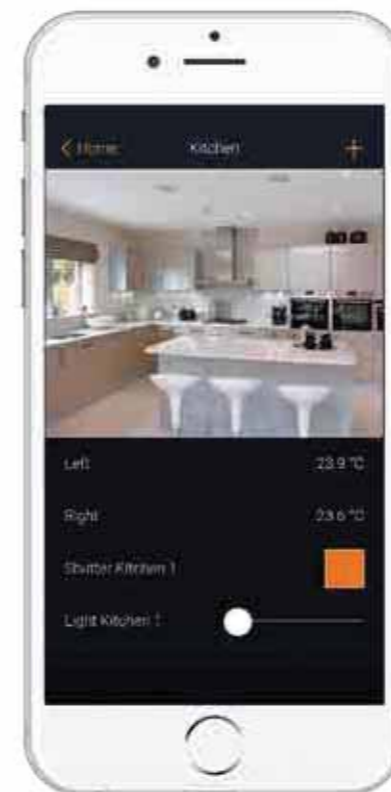 < Home Kitchen +
Left 23.9 °C
Right 23.6 °C
Shutter Kitchen 1
Light Kitchen 1